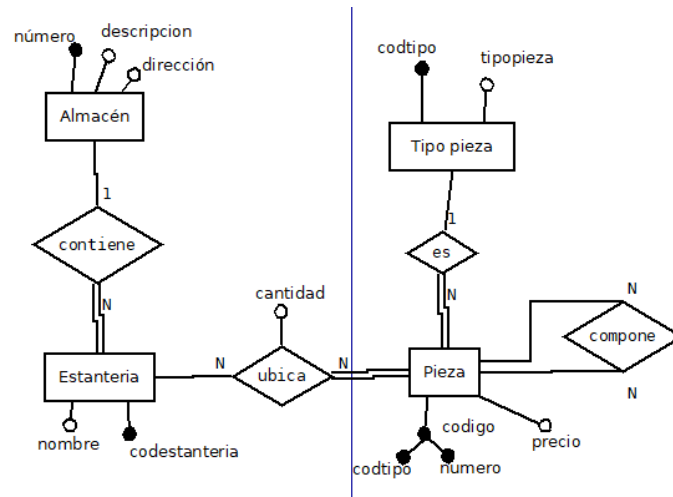 número
descripcion
dirección
Almacén
1
contiene
N
Estanteria
nombre
codestanteria
N
cantidad
ubica
N
codtipo
tipopieza
Tipo pieza
1
es
N
Pieza
N
compone
N
codigo
codtipo
numero
precio